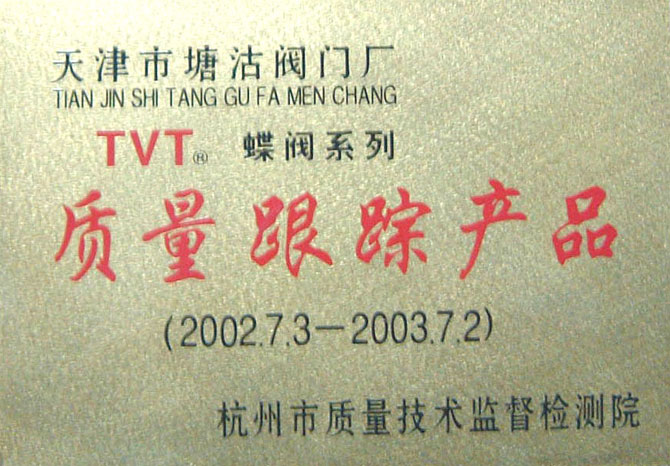 天津市塘沽阀门厂
TIAN JIN SHI TANG GU FA MEN CHANG
TVT® 蝶阀系列
质量跟踪产品
(2002.7.3－2003.7.2)
杭州市质量技术监督检测院